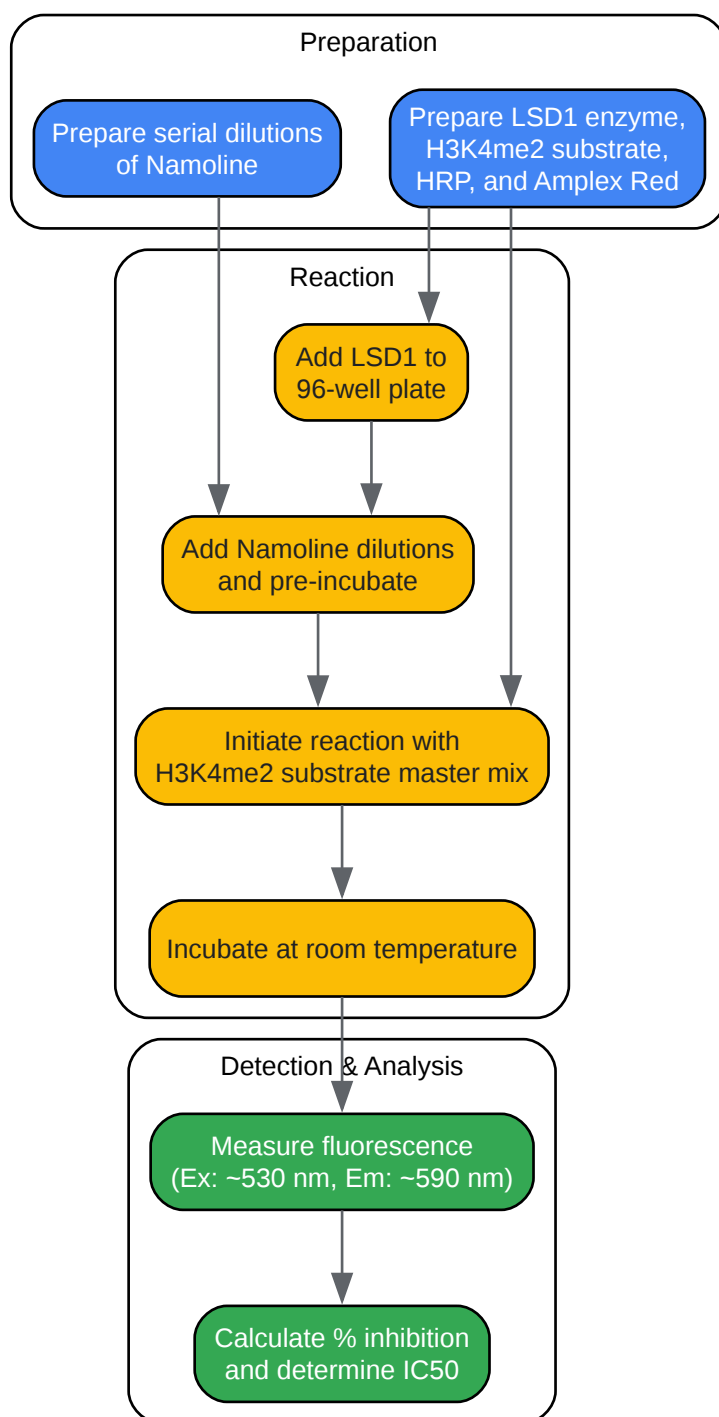 Preparation
Prepare serial dilutions
of Namoline
Prepare LSD1 enzyme,
H3K4me2 substrate,
HRP, and Amplex Red
Reaction
Add LSD1 to
96-well plate
Add Namoline dilutions
and pre-incubate
Initiate reaction with
H3K4me2 substrate master mix
Incubate at room temperature
Detection & Analysis
Measure fluorescence
(Ex: ~530 nm, Em: ~590 nm)
Calculate % inhibition
and determine IC50